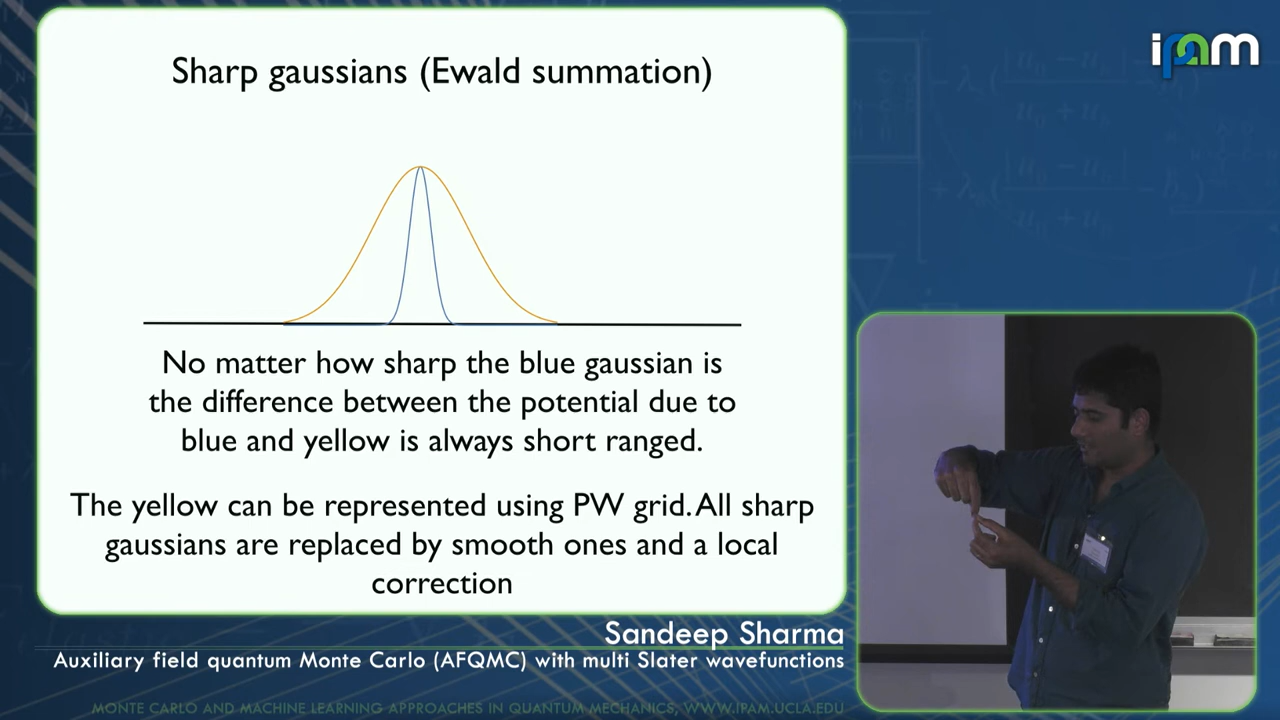 Sharp gaussians (Ewald summation)
No matter how sharp the blue gaussian is
the difference between the potential due to
blue and yellow is always short ranged.
The yellow can be represented using PW grid. All sharp
gaussians are replaced by smooth ones and a local
correction
ipam
Sandeep Sharma
Auxiliary field quantum Monte Carlo (AFQMC) with multi Slater wavefunctions
MONTE CARLO AND MACHINE LEARNING APPROACHES IN QUANTUM MECHANICS, WWW.IPAM.UCLA.EDU